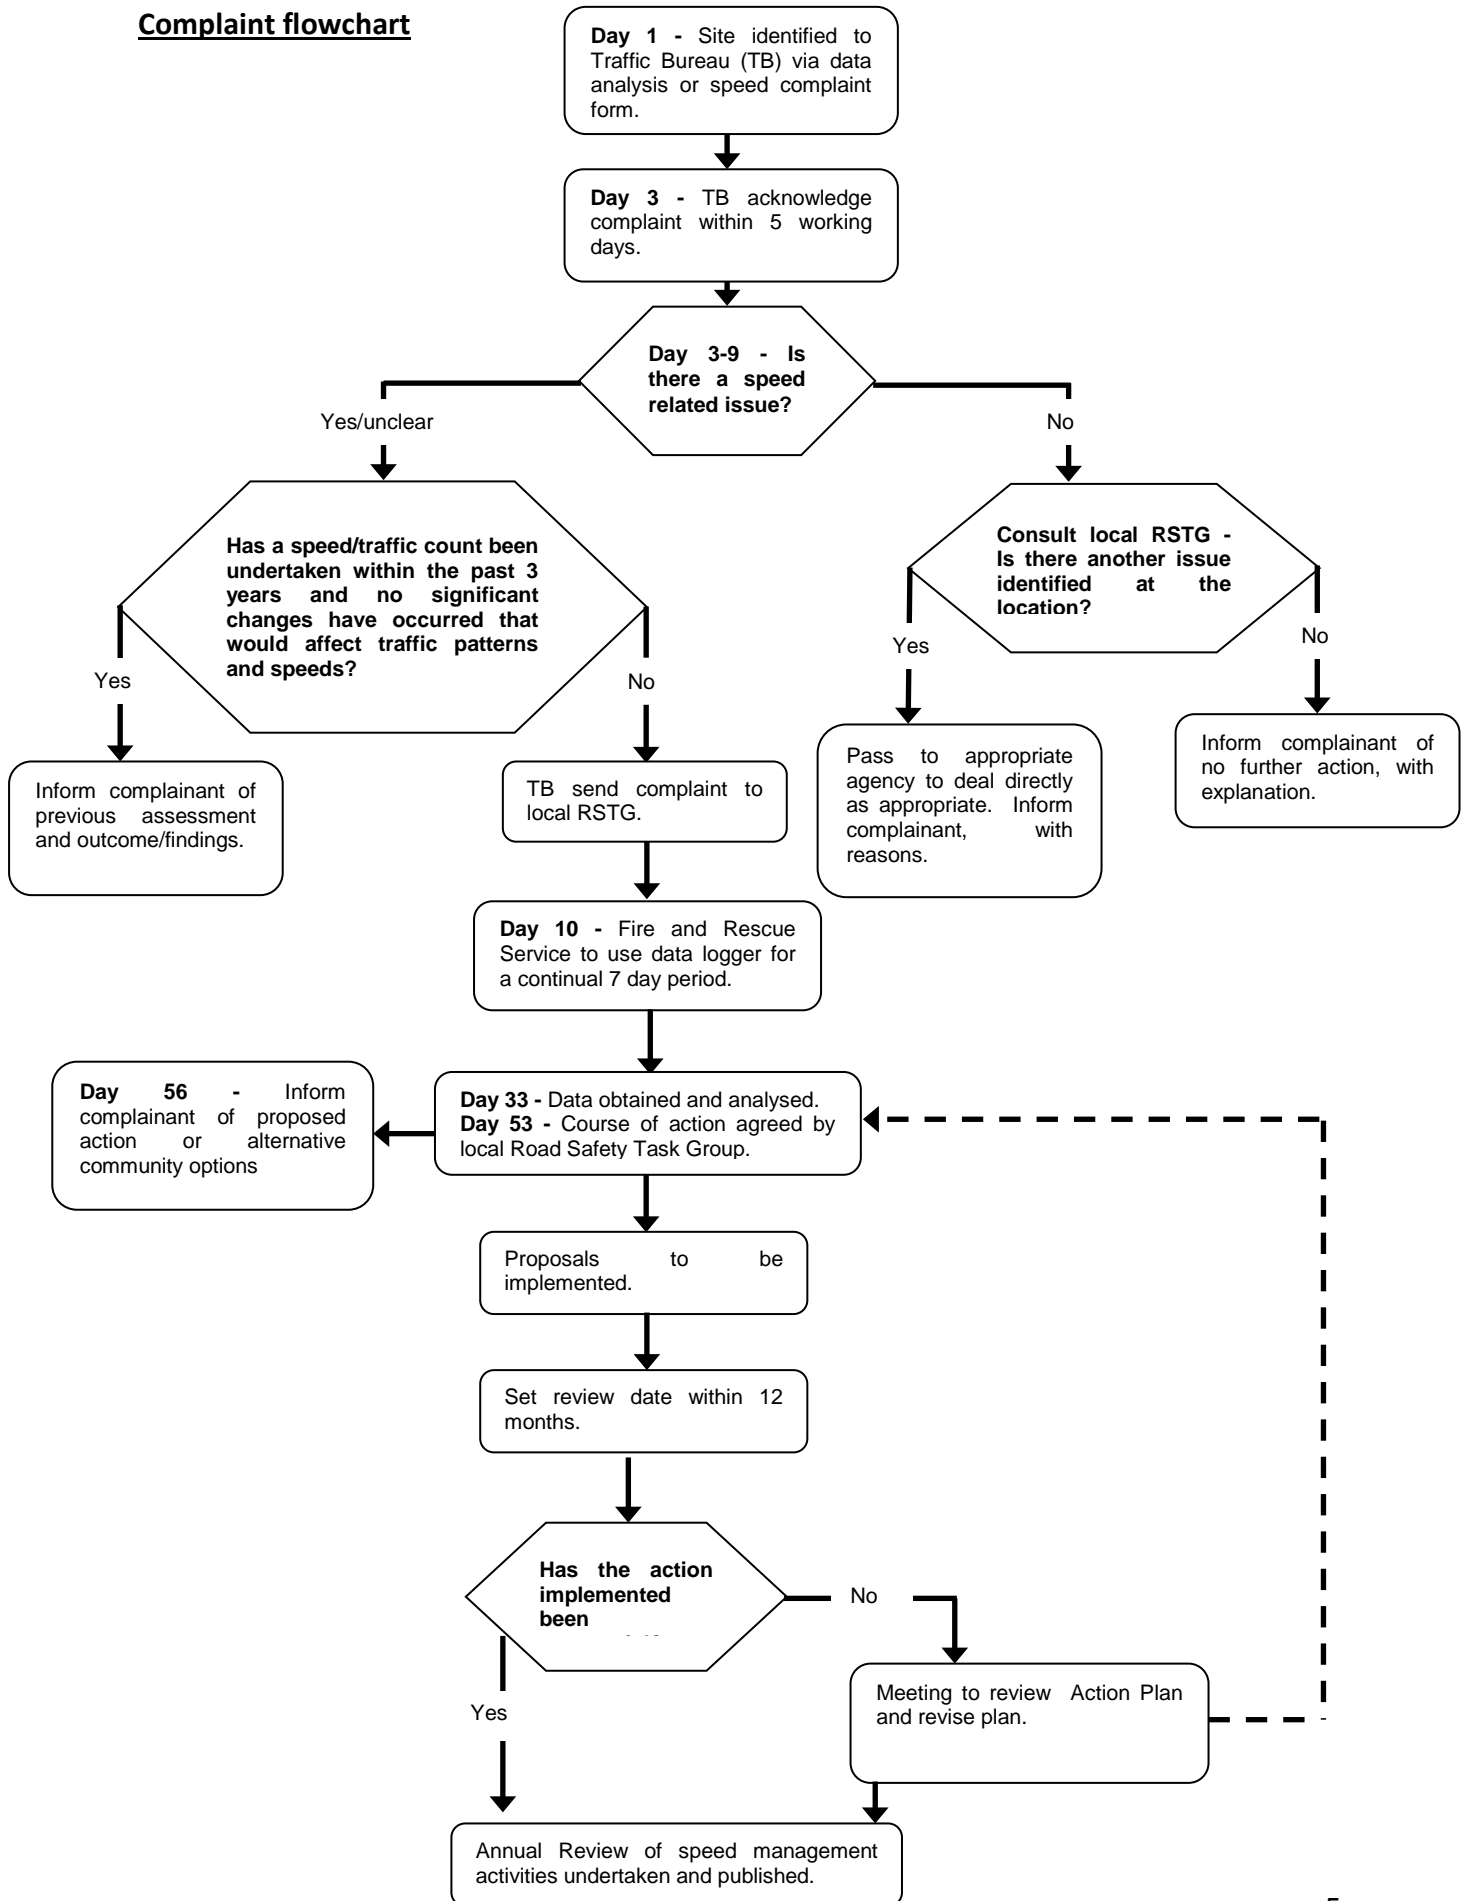 Complaint flowchart
Day 1 - Site identified to
Traffic Bureau (TB) via data
analysis or speed complaint
form.
Day 3 - TB acknowledge
complaint within 5 working
days.
Day 3-9 - Is
there a speed
related issue?
Yes/unclear
No
Has a speed/traffic count been
undertaken within the past 3
years and no significant
changes have occurred that
would affect traffic patterns
and speeds?
Consult local RSTG -
Is there another issue
identified at the
location?
Yes
No
Yes
No
Inform complainant of
previous assessment
and outcome/findings.
TB send complaint to
local RSTG.
Pass to appropriate
agency to deal directly
as appropriate. Inform
complainant, with
reasons.
Inform complainant of
no further action, with
explanation.
Day 10 - Fire and Rescue
Service to use data logger for
a continual 7 day period.
Day 56 - Inform
complainant of proposed
action or alternative
community options
Day 33 - Data obtained and analysed.
Day 53 - Course of action agreed by
local Road Safety Task Group.
Proposals to be
implemented.
Set review date within 12
months.
Has the action
implemented
been
No
Yes
Meeting to review Action Plan
and revise plan.
Annual Review of speed management
activities undertaken and published.